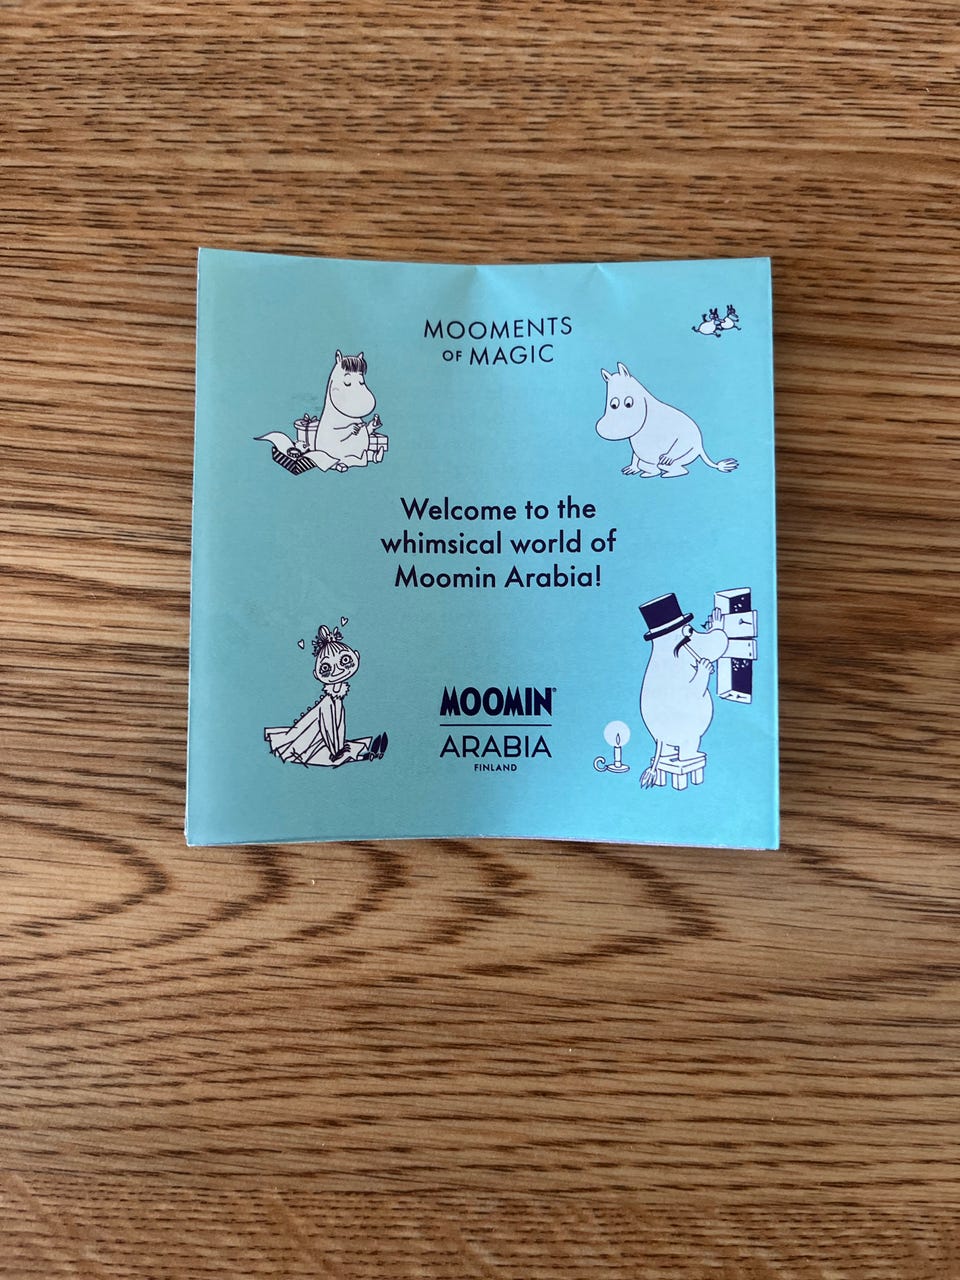 MOOMENTS
OF MAGIC
Welcome to the
whimsical world of
Moomin Arabia!
MOOMIN®
ARABIA
FINLAND